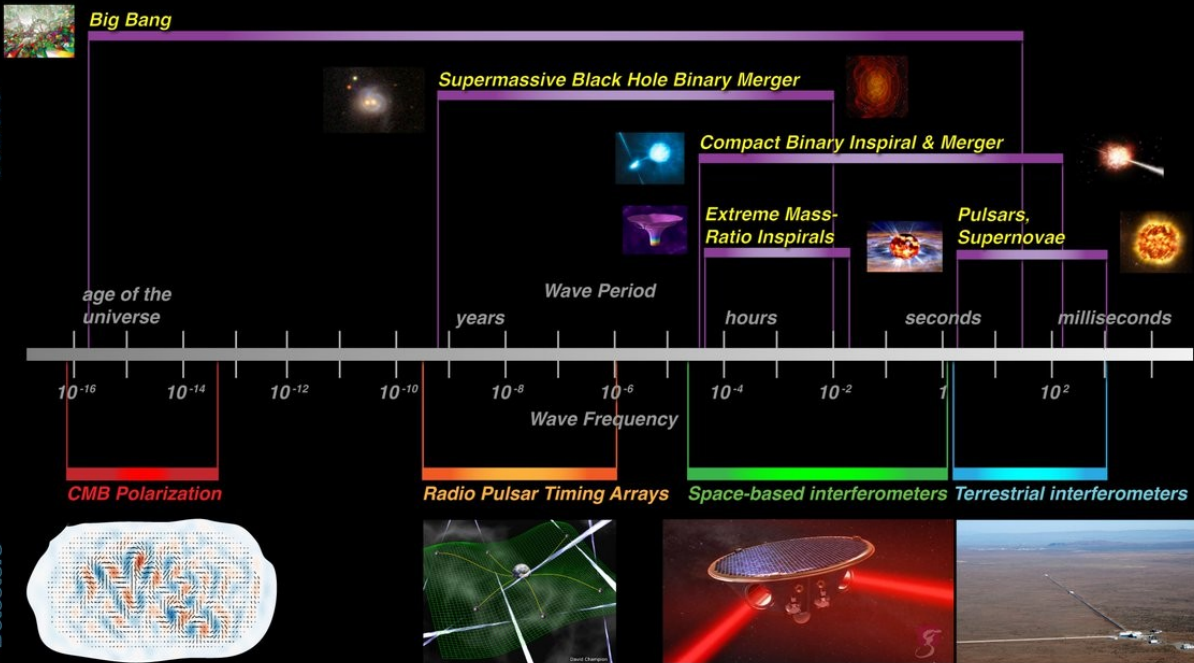 Big Bang
Supermassive Black Hole Binary Merger
Compact Binary Inspiral & Merger
Extreme Mass-
Ratio Inspirals
Pulsars,
Supernovae
age of the
universe
Wave Period
years
hours
seconds
milliseconds
10-16
10-14
10-12
10-10
10-8
10-6
10-4
10-2
1
102
Wave Frequency
CMB Polarization
Radio Pulsar Timing Arrays
Space-based interferometers
Terrestrial interferometers
David Champion